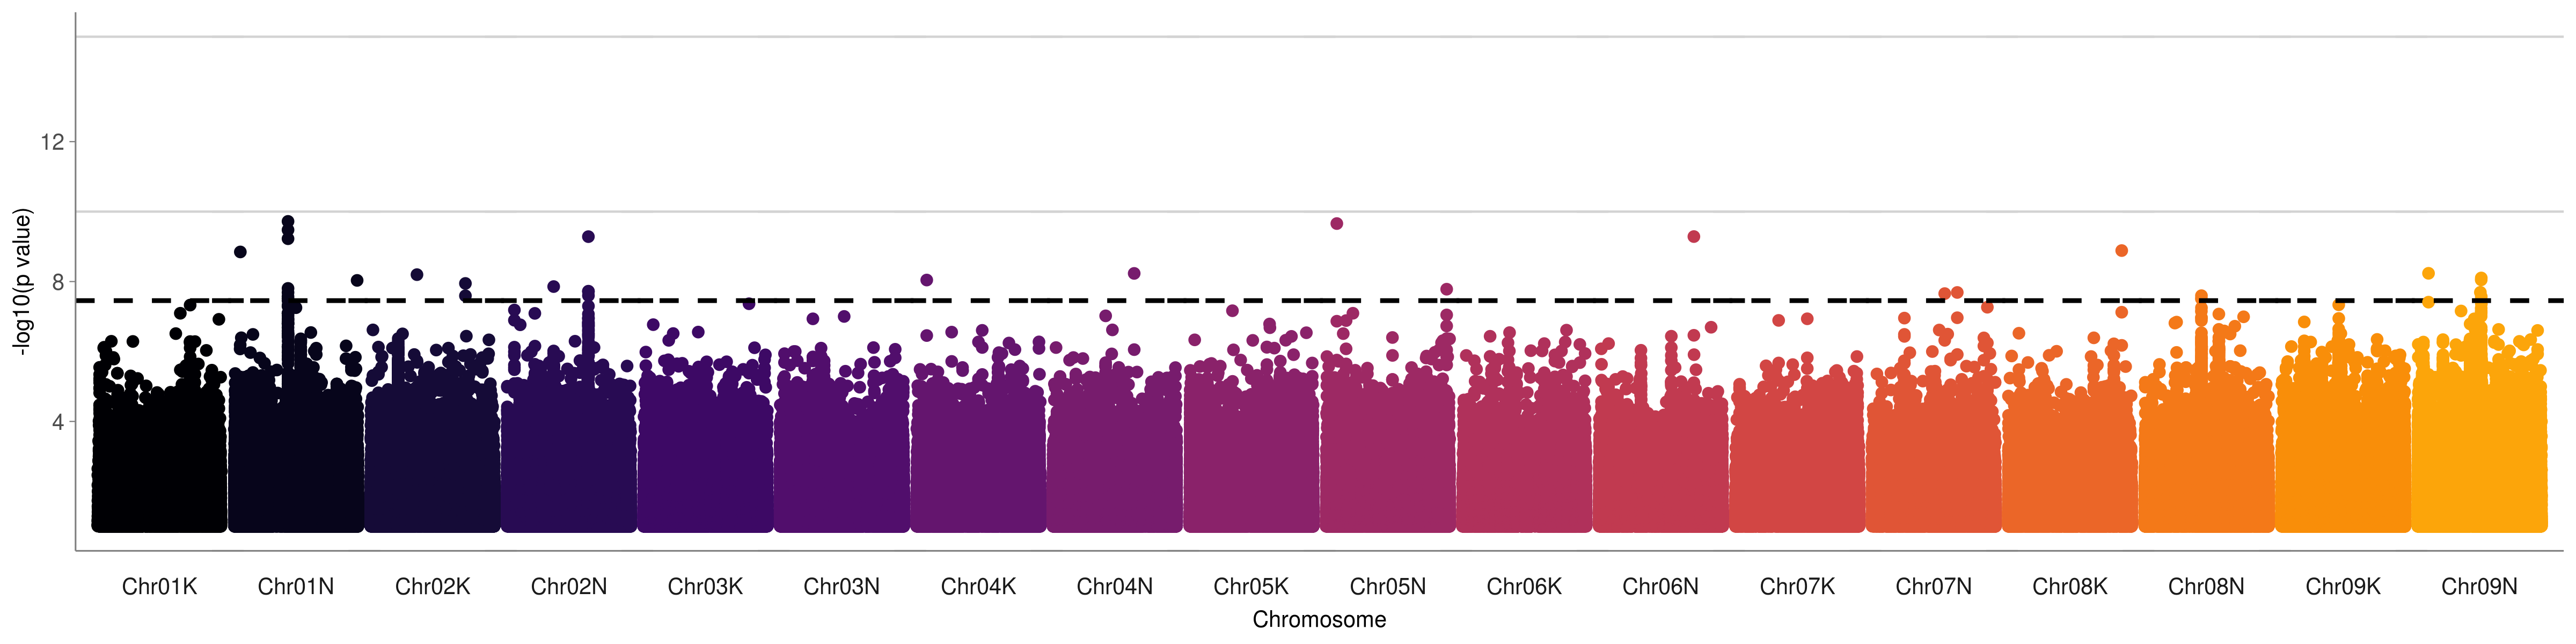 -log10(p value)
12
8
4
Chr01K Chr01N Chr02K Chr02N Chr03K Chr03N Chr04K Chr04N Chr05K Chr05N Chr06K Chr06N Chr07K Chr07N Chr08K Chr08N Chr09K Chr09N
Chromosome